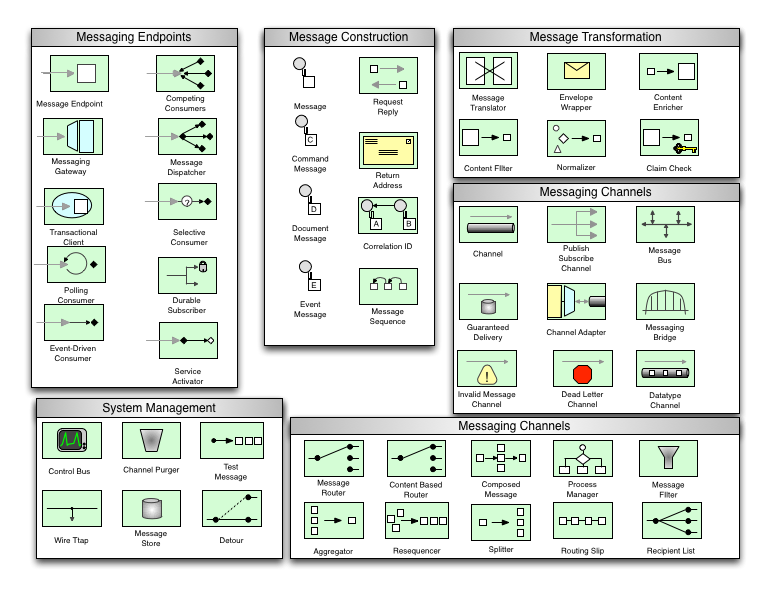 Messaging Endpoints
Message Endpoint
Competing
Consumers
Messaging
Gateway
Message
Dispatcher
Transactional
Client
?
Selective
Consumer
Polling
Consumer
Durable
Subscriber
Event-Driven
Consumer
Service
Activator
Message Construction
Message
Request
Reply
C
Command
Message
Return
Address
D
Document
Message
A
B
Correlation ID
E
Event
Message
Message
Sequence
Message Transformation
Message
Translator
Envelope
Wrapper
Content
Enricher
Content FIlter
Normalizer
Claim Check
Messaging Channels
Channel
Publish
Subscribe
Channel
Message
Bus
Guaranteed
Delivery
Channel Adapter
Messaging
Bridge
!
Invalid Message
Channel
Dead Letter
Channel
Datatype
Channel
System Management
Control Bus
Channel Purger
Test
Message
Wire Ttap
Message
Store
Detour
Messaging Channels
Message
Router
Content Based
Router
Composed
Message
Process
Manager
Message
FIlter
Aggregator
Resequencer
Splitter
Routing Slip
Recipient List